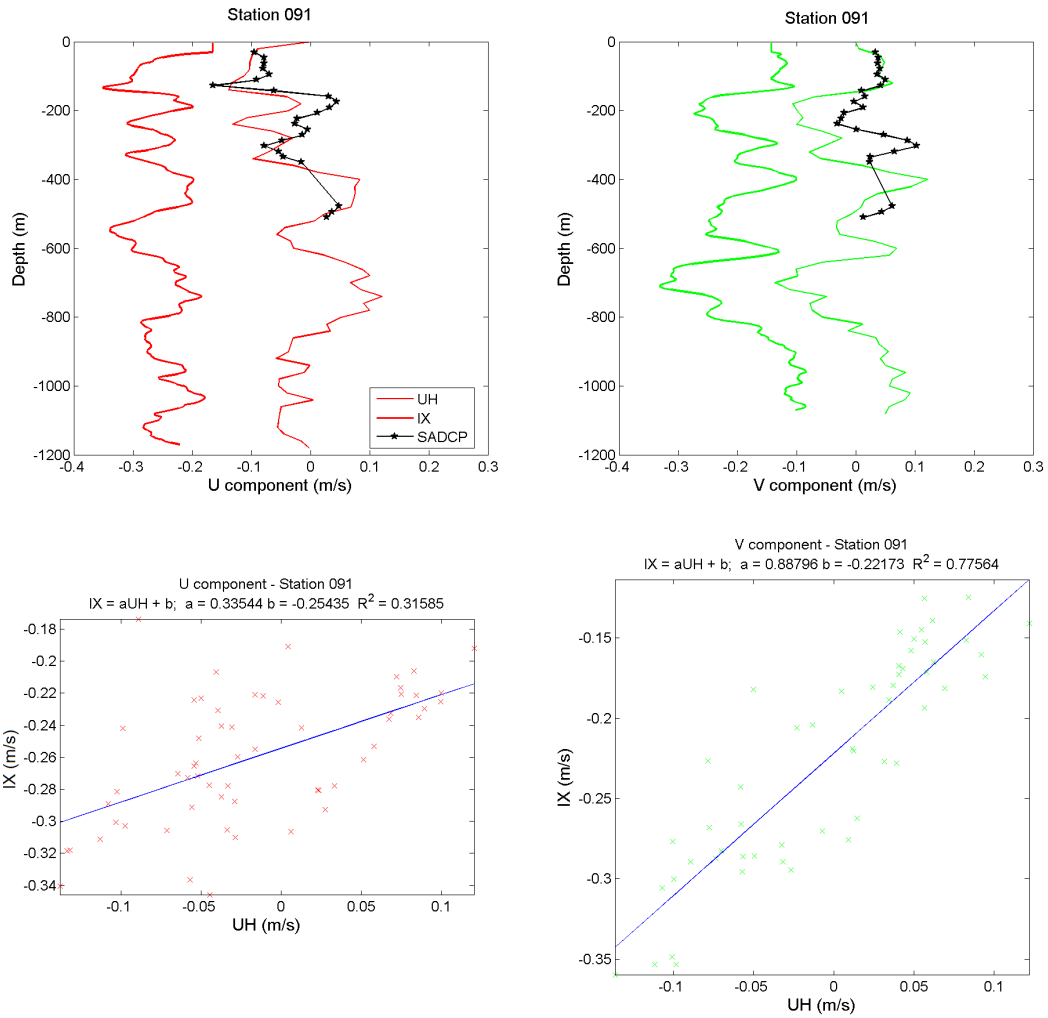 Station 091
0
-200
-400
-600
-800
-1000
-1200
Depth (m)
-0.4 -0.3 -0.2 -0.1 0 0.1 0.2 0.3
U component (m/s)
UH
IX
SADCP
Station 091
0
-200
-400
-600
-800
-1000
-1200
Depth (m)
-0.4 -0.3 -0.2 -0.1 0 0.1 0.2 0.3
V component (m/s)
U component - Station 091
IX = aUH + b; a = 0.33544 b = -0.25435 R2 = 0.31585
-0.18
-0.2
-0.22
-0.24
-0.26
-0.28
-0.3
-0.32
-0.34
IX (m/s)
-0.1 -0.05 0 0.05 0.1
UH (m/s)
V component - Station 091
IX = aUH + b; a = 0.88796 b = -0.22173 R2 = 0.77564
-0.15
-0.2
-0.25
-0.3
-0.35
IX (m/s)
-0.1 -0.05 0 0.05 0.1
UH (m/s)